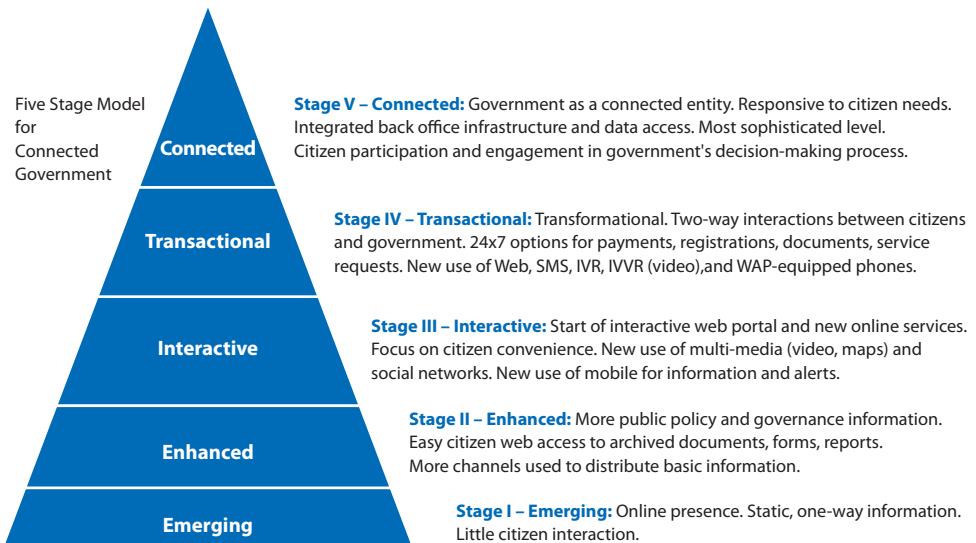 Five Stage Model
for
Connected
Government
Connected
Stage V – Connected: Government as a connected entity. Responsive to citizen needs.
Integrated back office infrastructure and data access. Most sophisticated level.
Citizen participation and engagement in government's decision-making process.
Transactional
Stage IV – Transactional: Transformational. Two-way interactions between citizens
and government. 24x7 options for payments, registrations, documents, service
requests. New use of Web, SMS, IVR, IVVR (video),and WAP-equipped phones.
Interactive
Stage III – Interactive: Start of interactive web portal and new online services.
Focus on citizen convenience. New use of multi-media (video, maps) and
social networks. New use of mobile for information and alerts.
Enhanced
Stage II – Enhanced: More public policy and governance information.
Easy citizen web access to archived documents, forms, reports.
More channels used to distribute basic information.
Emerging
Stage I – Emerging: Online presence. Static, one-way information.
Little citizen interaction.